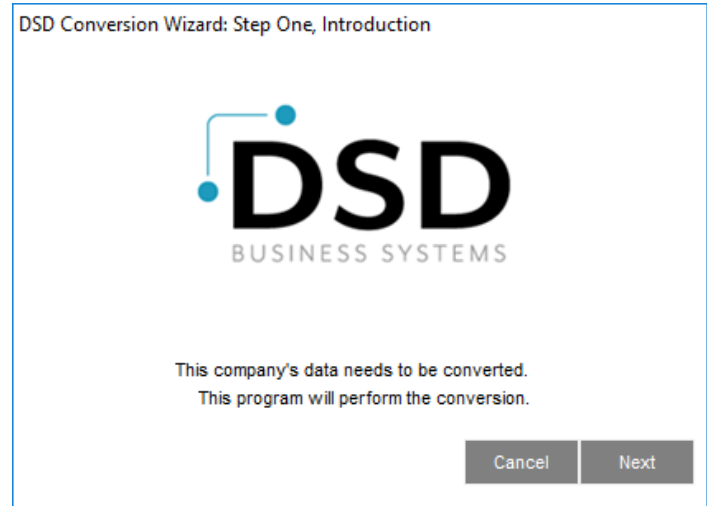 DSD Conversion Wizard: Step One, Introduction
DSD
BUSINESS SYSTEMS
This company's data needs to be converted.
This program will perform the conversion.
Cancel Next